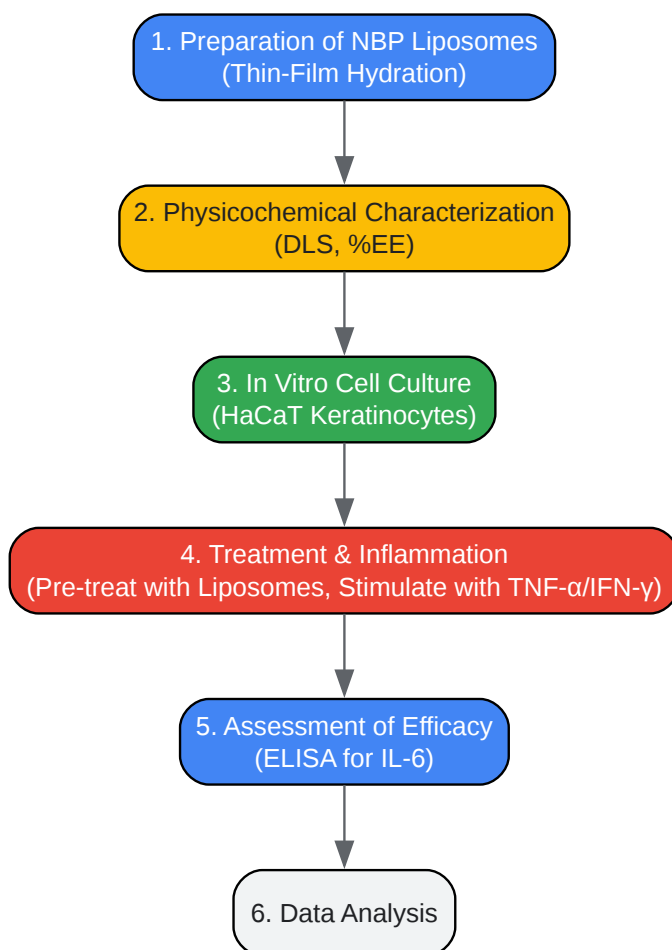 1. Preparation of NBP Liposomes
(Thin-Film Hydration)
2. Physicochemical Characterization
(DLS, %EE)
3. In Vitro Cell Culture
(HaCaT Keratinocytes)
4. Treatment & Inflammation
(Pre-treat with Liposomes, Stimulate with TNF-α/IFN-γ)
5. Assessment of Efficacy
(ELISA for IL-6)
6. Data Analysis